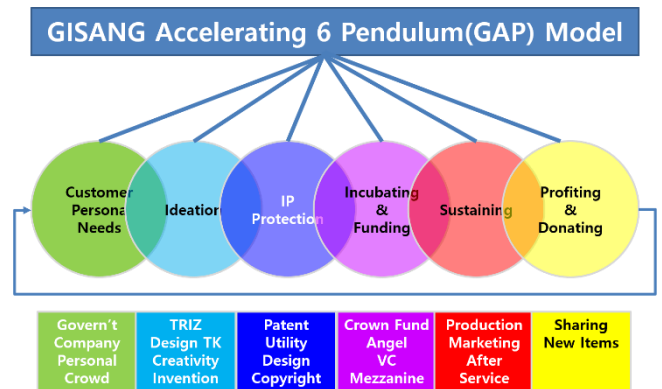 GISANG Accelerating 6 Pendulum(GAP) Model
Customer
Personal
Needs
Ideation
IP
Protection
Incubating
&
Funding
Sustaining
Profiting
&
Donating
Govern't
Company
Personal
Crowd
TRIZ
Design TK
Creativity
Invention
Patent
Utility
Design
Copyright
Crown Fund
Angel
VC
Mezzanine
Production
Marketing
After
Service
Sharing
New Items